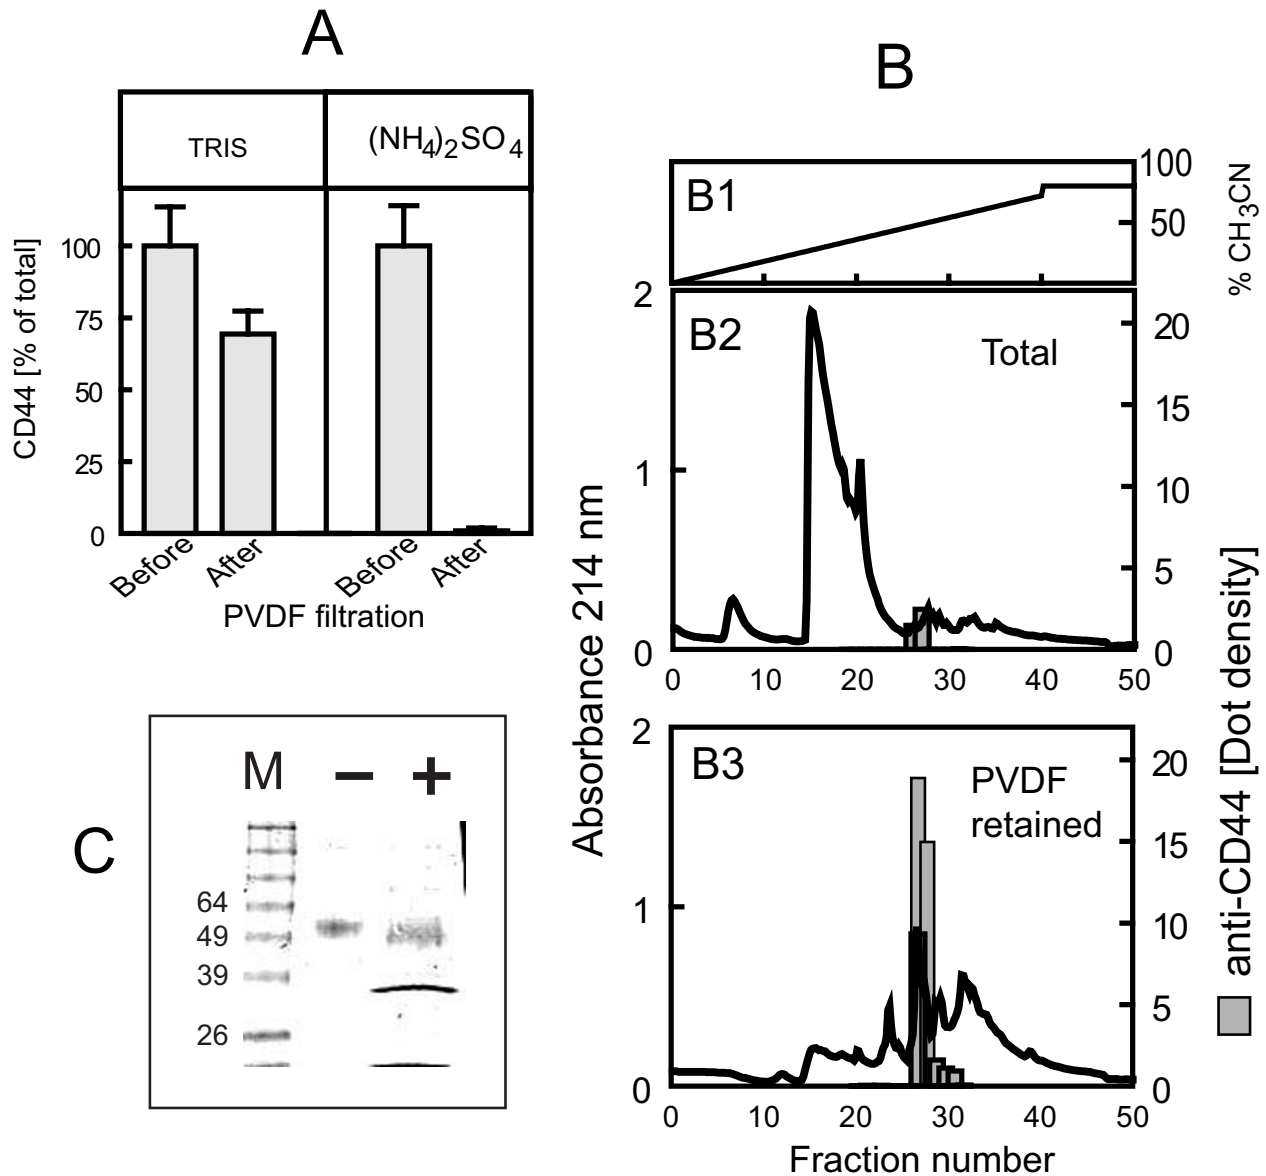 A
TRIS
(NH4)2SO4
CD44 [% of total]
100
75
50
25
0
Before
After
Before
After
PVDF filtration
B
B1
100
50
% CH3CN
B2
Total
2
1
0
20
15
10
5
0
0 10 20 30 40 50
B3
PVDF
retained
2
1
0
20
15
10
5
0
0 10 20 30 40 50
Fraction number
Absorbance 214 nm
anti-CD44 [Dot density]
C
M − +
64
49
39
26